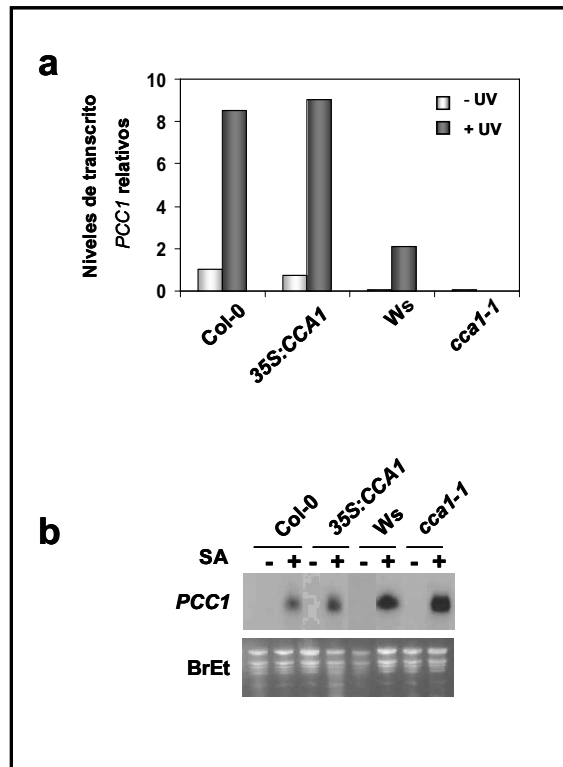 a
Niveles de transcrito
PCC1 relativos
10
8
6
4
2
0
- UV
+ UV
Col-0
35S:CCA1
Ws
cca1-1
b
Col-0
35S:CCA1
Ws
cca1-1
SA - + - + - + - +
PCC1
BrEt